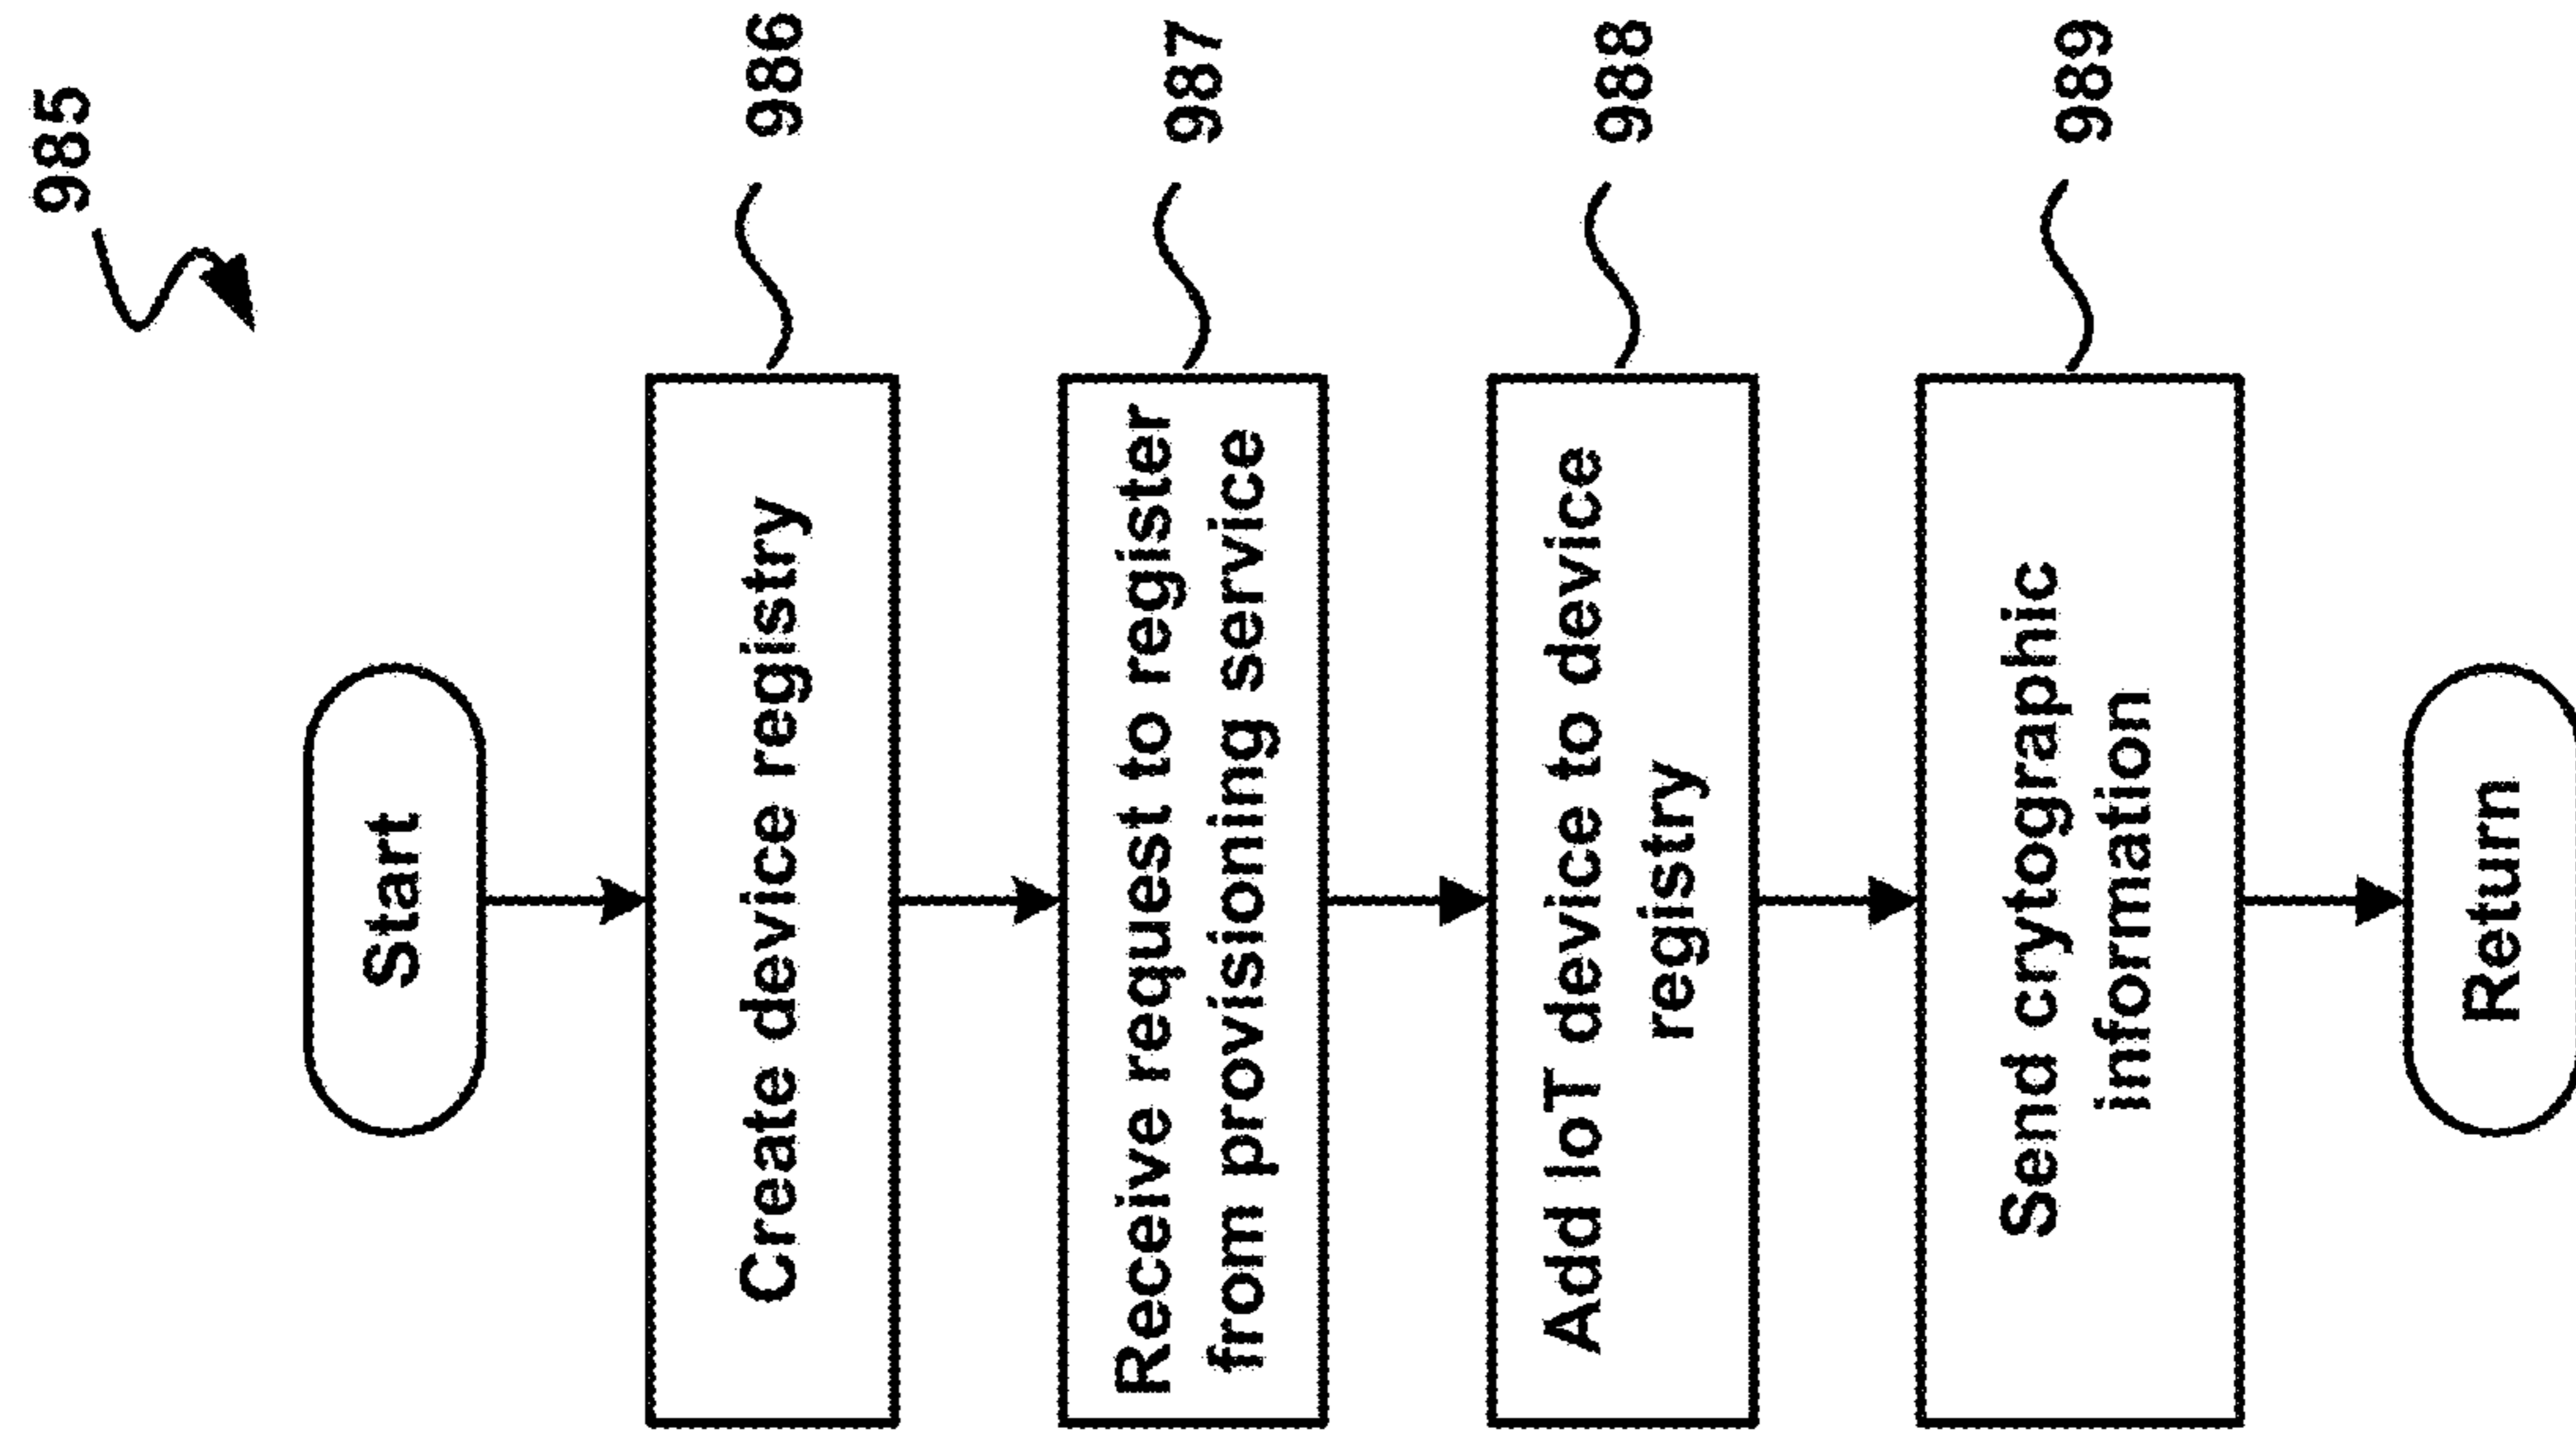 985
Start
Create device registry
986
Receive request to register
from provisioning service
987
Add IoT device to device
registry
988
Send crytographic
information
989
Return